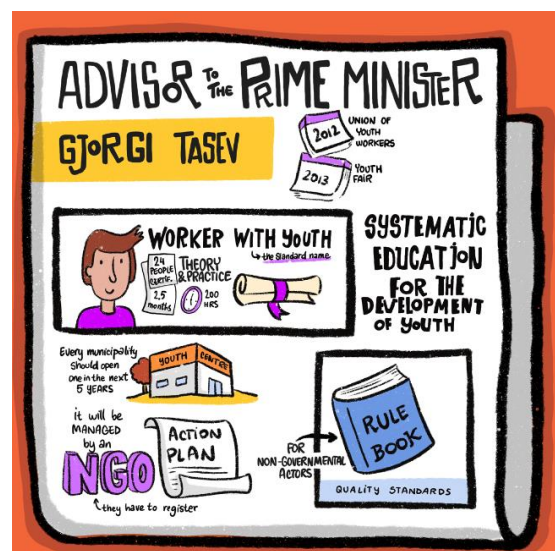 ADVISOR TO THE PRIME MINISTER
GJORGI TASEV
2012
UNION OF
YOUTH
WORKERS
2013
YOUTH
FAIR
WORKER WITH YOUTH
the standard name
24
PEOPLE
CERTIF.
2,5
months
THEORY
& PRACTICE
200
HRS
SYSTEMATIC
EDUCATION
FOR THE
DEVELOPMENT
OF YOUTH
Every municipality
should open
one in the next
5 YEARS
YOUTH CENTRE
it will be
MANAGED
by an
NGO
they have to register
ACTION
PLAN
FOR
NON-GOVERNMENTAL
ACTORS
RULE
BOOK
QUALITY STANDARDS